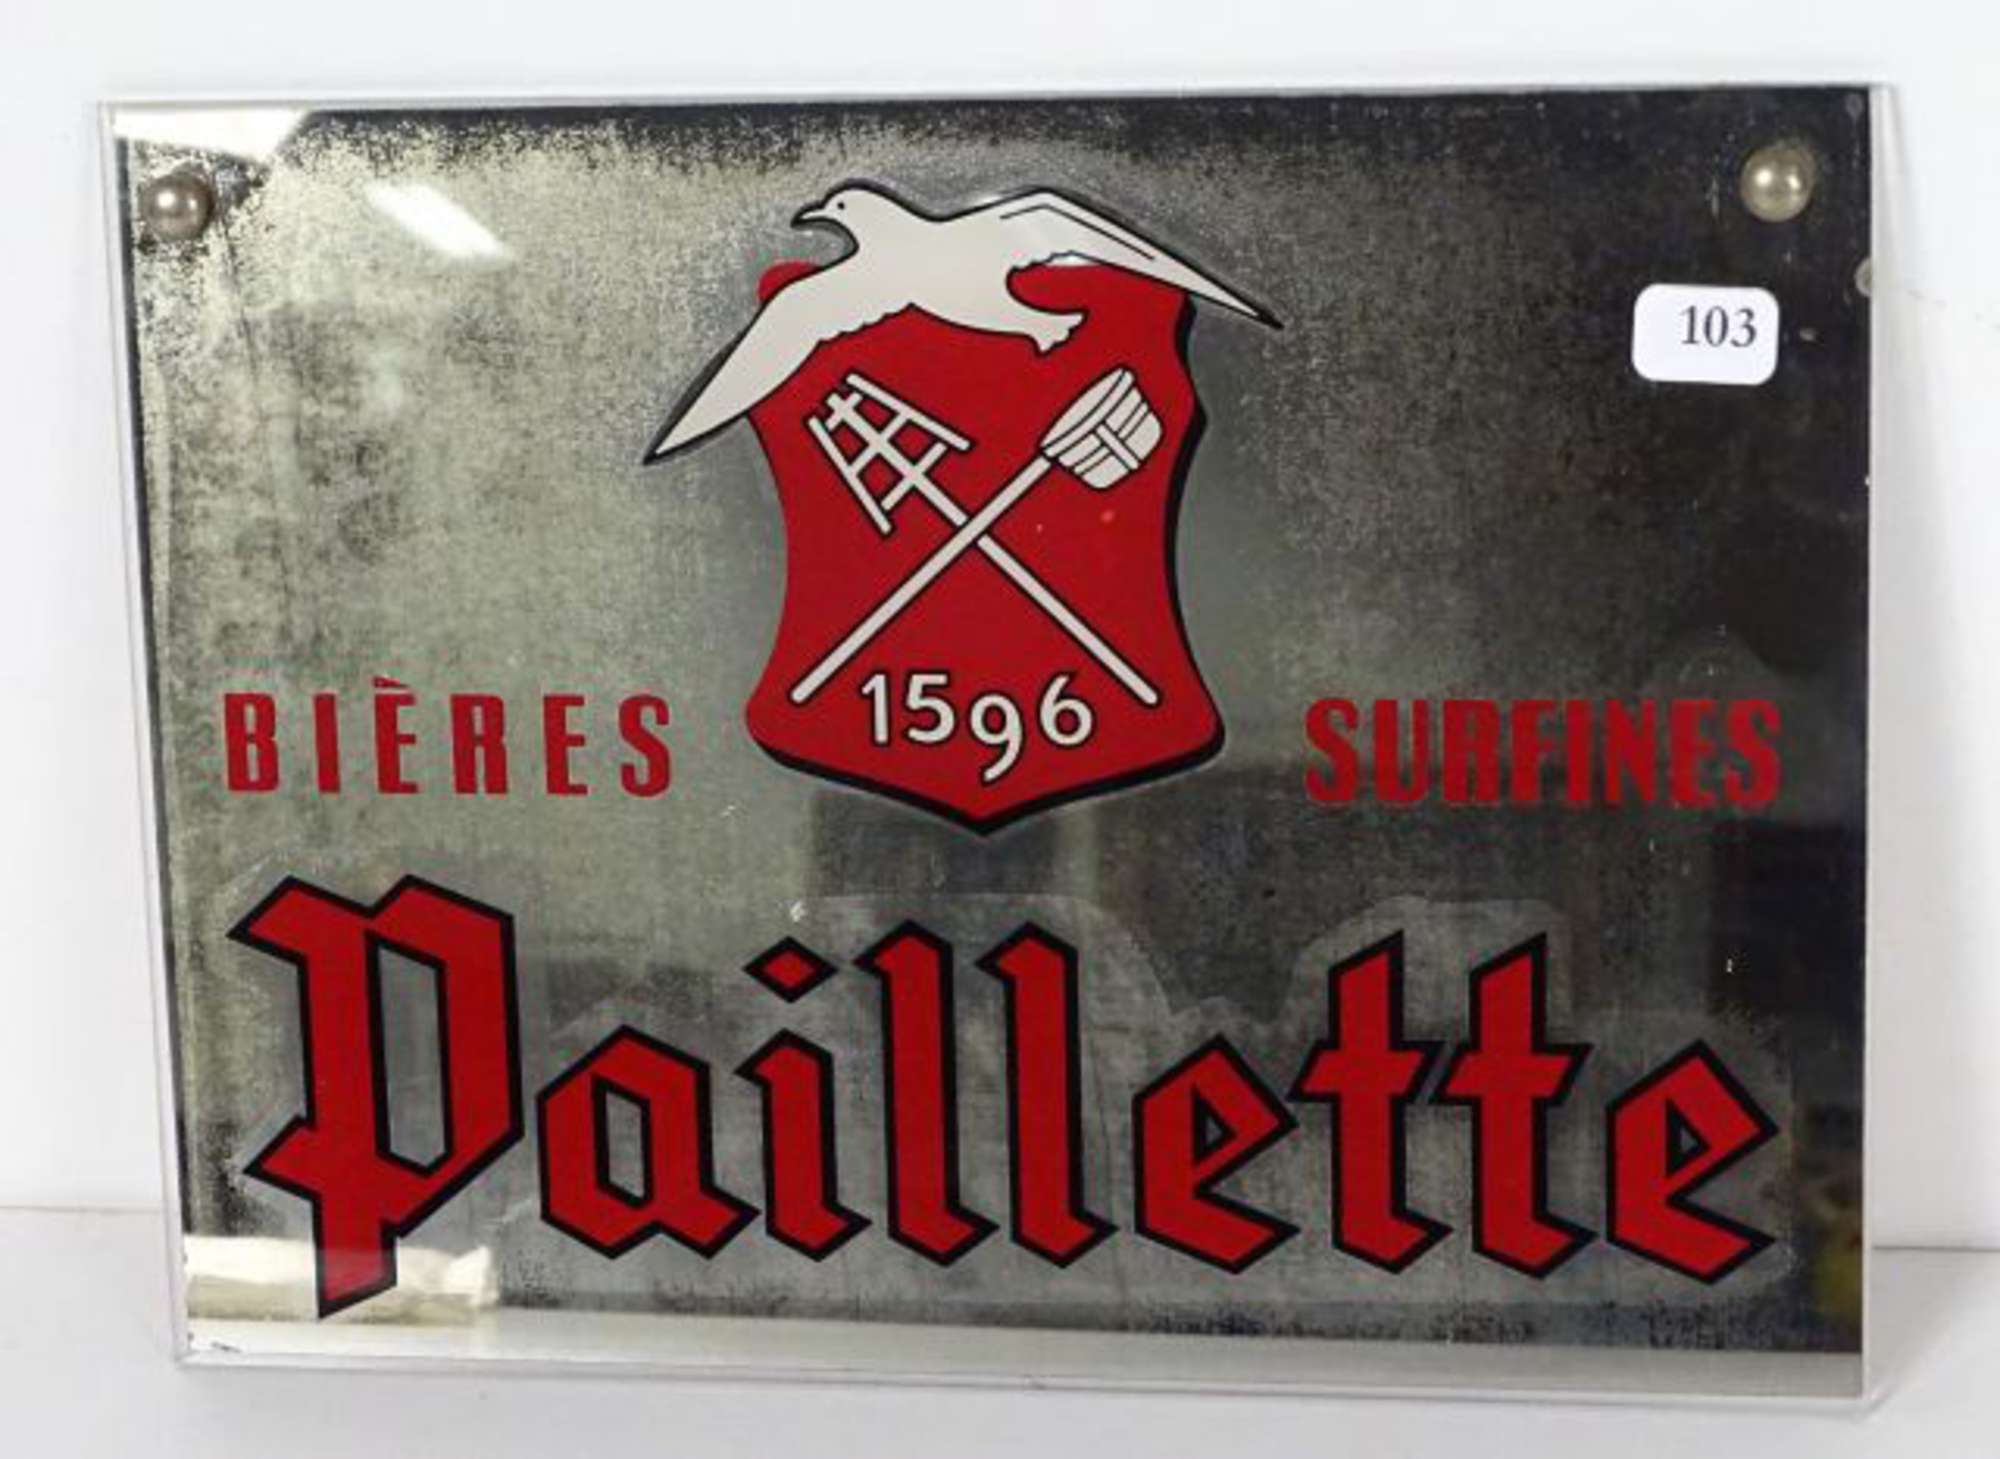 103
1596
BIÈRES SURFINES
Paillette